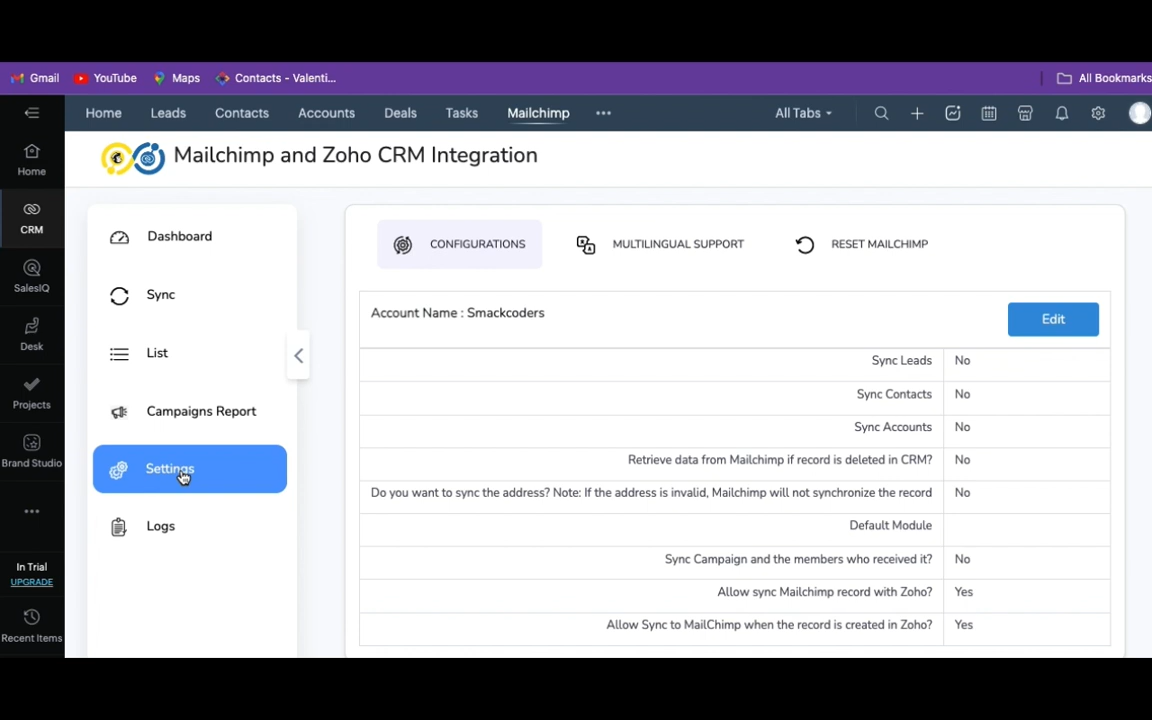 Gmail YouTube Maps Contacts - Valenti... All Bookmarks
Home Leads Contacts Accounts Deals Tasks Mailchimp ••• All Tabs
Mailchimp and Zoho CRM Integration
Home
CRM
SalesIQ
Desk
Projects
Brand Studio
In Trial
UPGRADE
Recent Items
Dashboard
Sync
List
Campaigns Report
Settings
Logs
CONFIGURATIONS MULTILINGUAL SUPPORT RESET MAILCHIMP
Account Name : Smackcoders Edit
Sync Leads No
Sync Contacts No
Sync Accounts No
Retrieve data from Mailchimp if record is deleted in CRM? No
Do you want to sync the address? Note: If the address is invalid, Mailchimp will not synchronize the record No
Default Module
Sync Campaign and the members who received it? No
Allow sync Mailchimp record with Zoho? Yes
Allow Sync to MailChimp when the record is created in Zoho? Yes